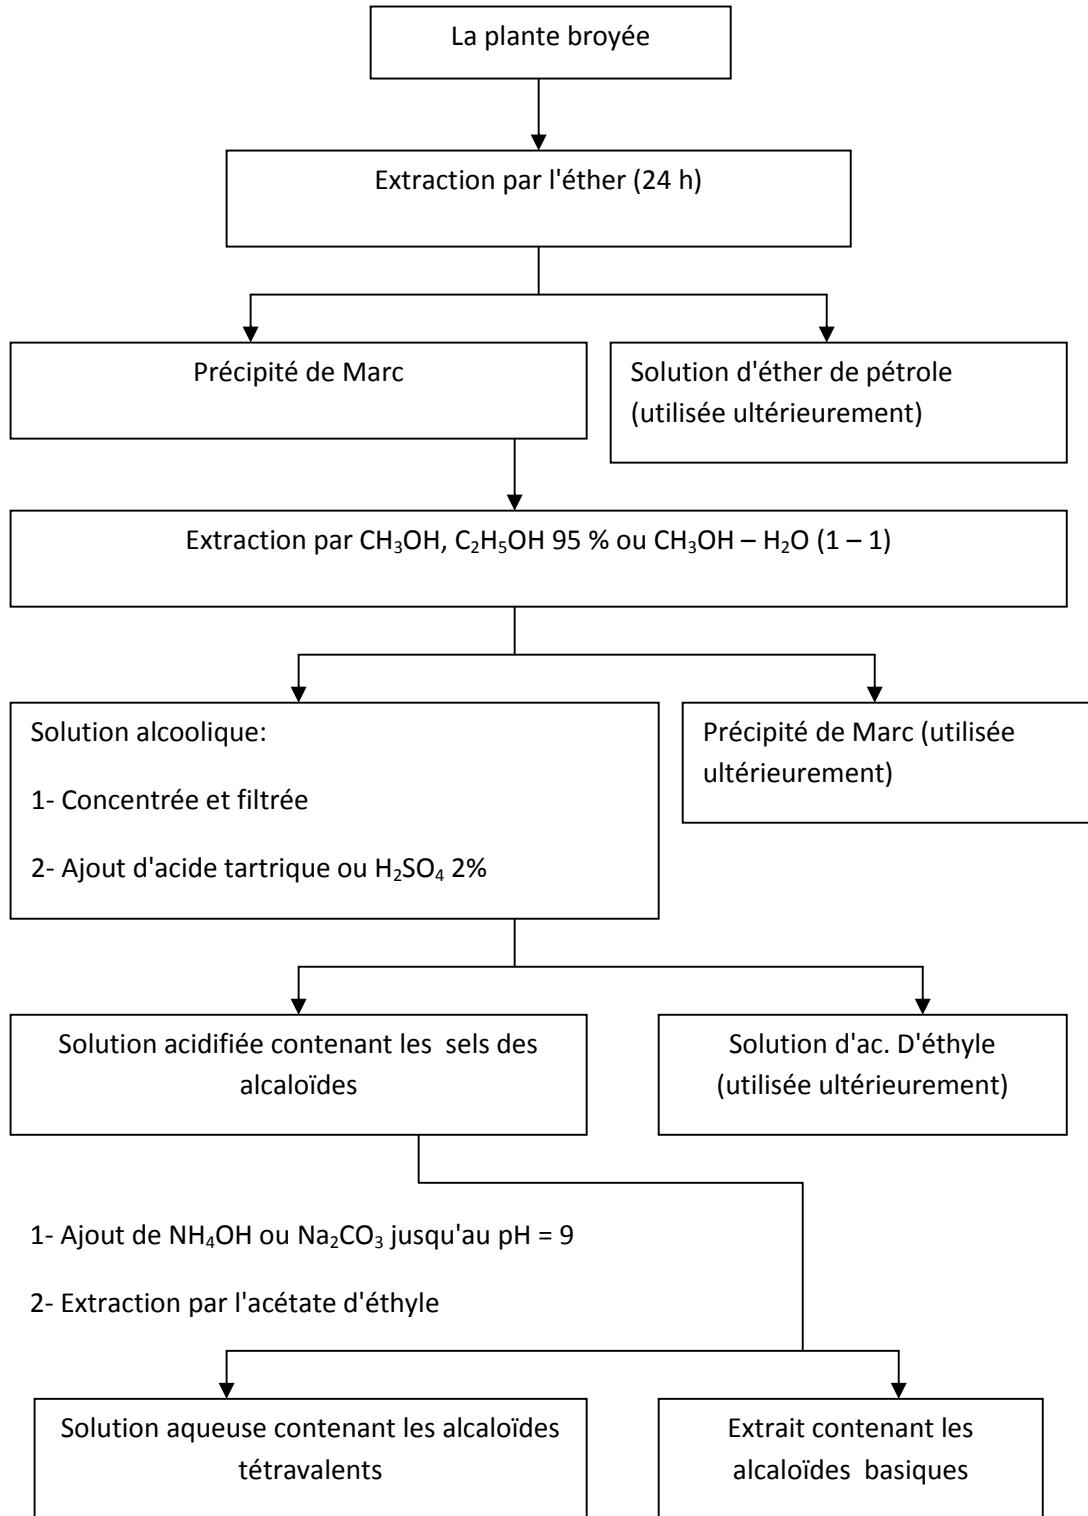 La plante broyée
Extraction par l'éther (24 h)
Précipité de Marc
Solution d'éther de pétrole
(utilisée ultérieurement)
Extraction par CH₃OH, C₂H₅OH 95 % ou CH₃OH – H₂O (1 – 1)
Solution alcoolique:
1- Concentrée et filtrée
2- Ajout d'acide tartrique ou H₂SO₄ 2%
Précipité de Marc (utilisée
ultérieurement)
Solution acidifiée contenant les sels des
alcaloïdes
Solution d'ac. D'éthyle
(utilisée ultérieurement)
1- Ajout de NH₄OH ou Na₂CO₃ jusqu'au pH = 9
2- Extraction par l'acétate d'éthyle
Solution aqueuse contenant les alcaloïdes
tétravalents
Extrait contenant les
alcaloïdes basiques